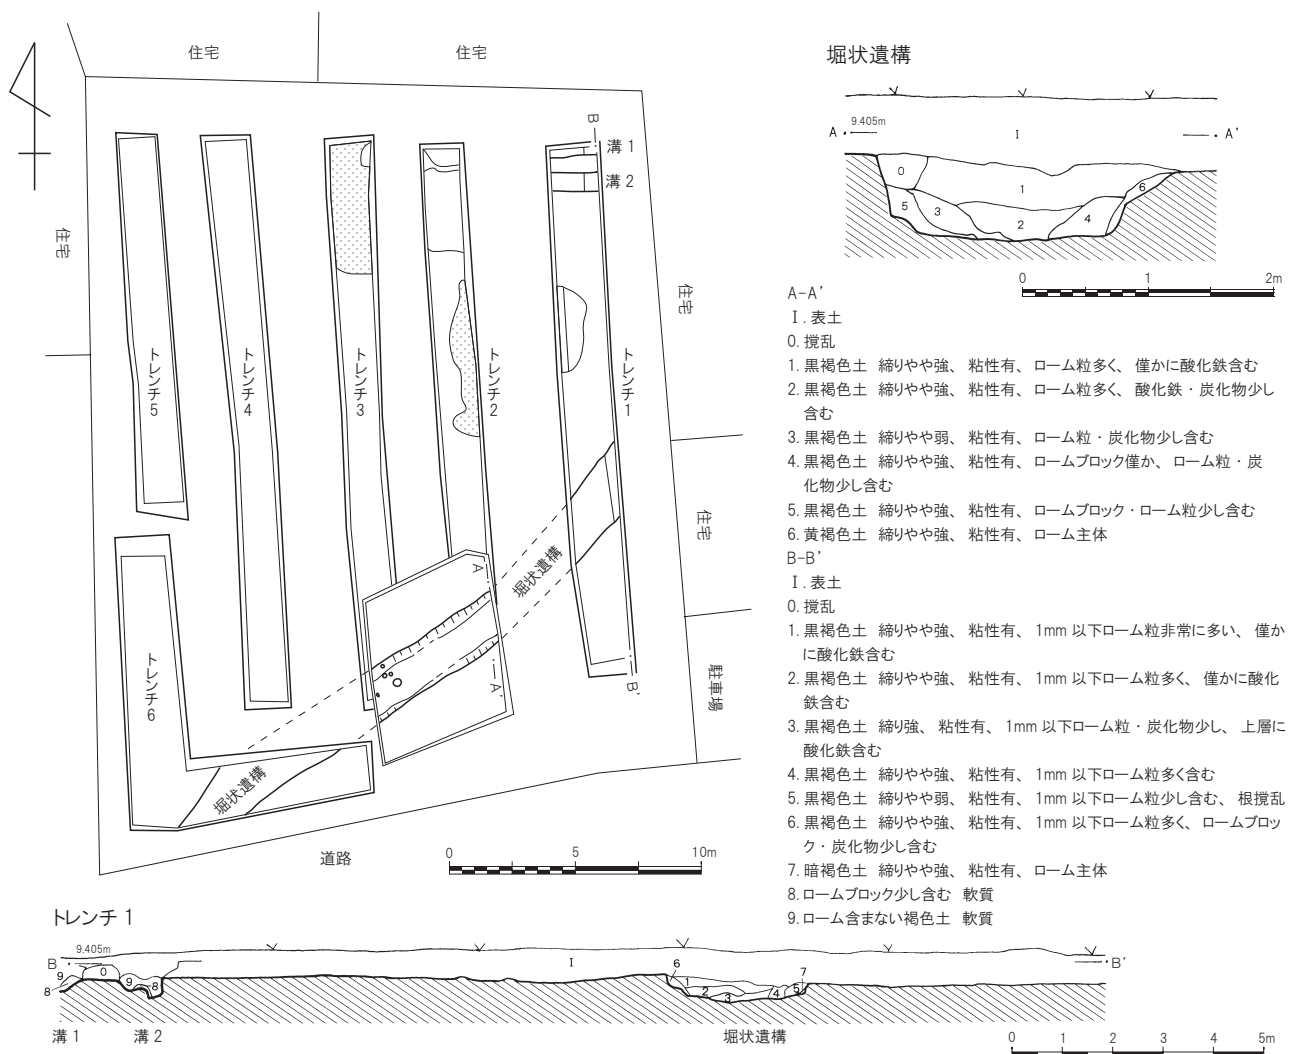 住宅
住宅
住宅
住宅
住宅
駐車場
道路
B
溝 1
溝 2
トレンチ 5
トレンチ 4
トレンチ 3
トレンチ 2
トレンチ 1
トレンチ 6
A
A'
B'
堀状遺構
堀状遺構
0 5 10m
堀状遺構
A 9.405m
A'
I
0
1
2
3
4
5
6
0 1 2m
A-A'
Ⅰ. 表土
0. 撹乱
1. 黒褐色土 締りやや強、粘性有、ローム粒多く、僅かに酸化鉄含む
2. 黒褐色土 締りやや強、粘性有、ローム粒多く、酸化鉄・炭化物少し
含む
3. 黒褐色土 締りやや弱、粘性有、ローム粒・炭化物少し含む
4. 黒褐色土 締りやや強、粘性有、ロームブロック僅か、ローム粒・炭
化物少し含む
5. 黒褐色土 締りやや強、粘性有、ロームブロック・ローム粒少し含む
6. 黄褐色土 締りやや強、粘性有、ローム主体
B-B'
Ⅰ. 表土
0. 撹乱
1. 黒褐色土 締りやや強、粘性有、1mm 以下ローム粒非常に多い、僅か
に酸化鉄含む
2. 黒褐色土 締りやや強、粘性有、1mm 以下ローム粒多く、僅かに酸化
鉄含む
3. 黒褐色土 締り強、粘性有、1mm 以下ローム粒・炭化物少し、上層に
酸化鉄含む
4. 黒褐色土 締りやや強、粘性有、1mm 以下ローム粒多く含む
5. 黒褐色土 締りやや弱、粘性有、1mm 以下ローム粒少し含む、根撹乱
6. 黒褐色土 締りやや強、粘性有、1mm 以下ローム粒多く、ロームブロッ
ク・炭化物少し含む
7. 暗褐色土 締りやや強、粘性有、ローム主体
8. ロームブロック少し含む 軟質
9. ローム含まない褐色土 軟質
トレンチ 1
B 9.405m
B'
I
9
8
0
9
8
6
1
2
3
4
5
7
溝 1
溝 2
堀状遺構
0 1 2 3 4 5m